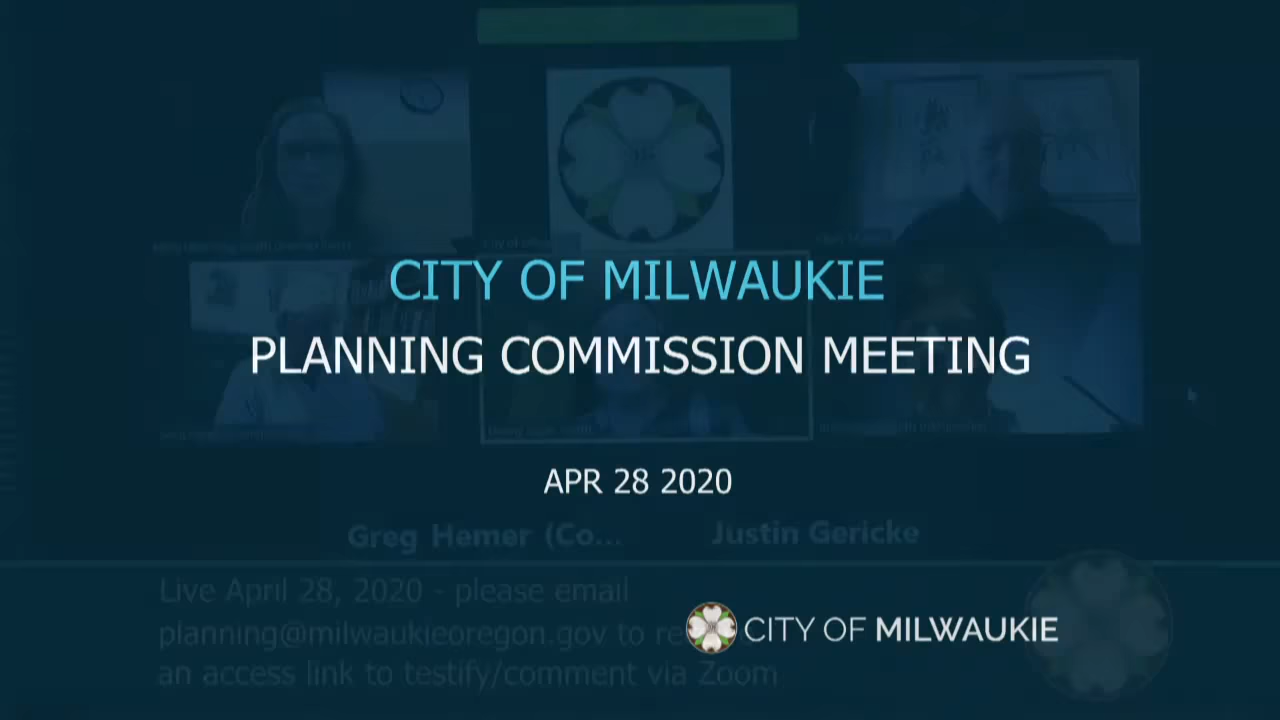 CITY OF MILWAUKIE
PLANNING COMMISSION MEETING
APR 28 2020
Greg Hemer (Co... Justin Gericke
Live April 28, 2020 - please email
planning@milwaukieoregon.gov to re
CITY OF MILWAUKIE
an access link to testify/comment via Zoom